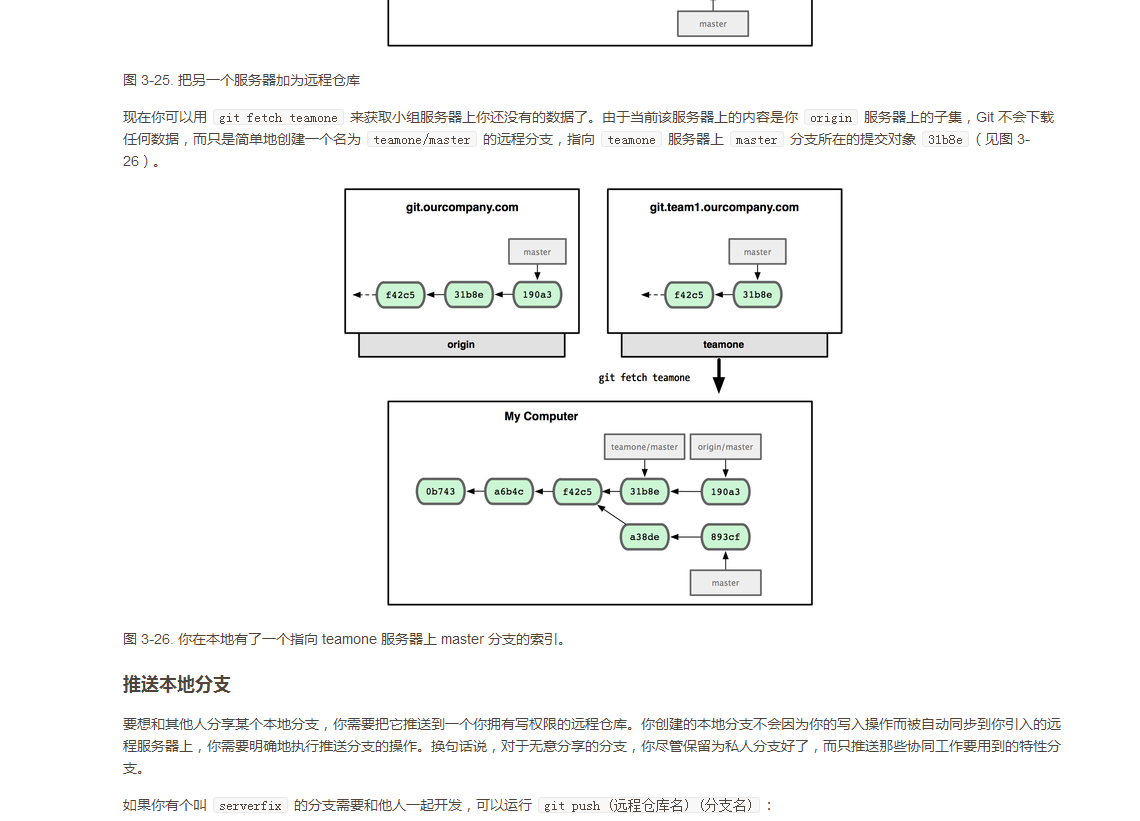 master
图 3-25. 把另一个服务器加为远程仓库
现在你可以用 git fetch teamone 来获取小组服务器上你还没有的数据了。由于当前该服务器上的内容是你 origin 服务器上的子集，Git 不会下载
任何数据，而只是简单地创建一个名为 teamone/master 的远程分支，指向 teamone 服务器上 master 分支所在的提交对象 31b8e （见图 3-
26）。
git.ourcompany.com
master
f42c5 31b8e 190a3
origin
git.team1.ourcompany.com
master
f42c5 31b8e
teamone
git fetch teamone
My Computer
teamone/master origin/master
0b743 a6b4c f42c5 31b8e 190a3
a38de 893cf
master
图 3-26. 你在本地有了一个指向 teamone 服务器上 master 分支的索引。
推送本地分支
要想和其他人分享某个本地分支，你需要把它推送到一个你拥有写权限的远程仓库。你创建的本地分支不会因为你的写入操作而被自动同步到你引入的远
程服务器上，你需要明确地执行推送分支的操作。换句话说，对于无意分享的分支，你尽管保留为私人分支好了，而只推送那些协同工作要用到的特性分
支。
如果你有个叫 serverfix 的分支需要和他人一起开发，可以运行 git push (远程仓库名) (分支名) ：